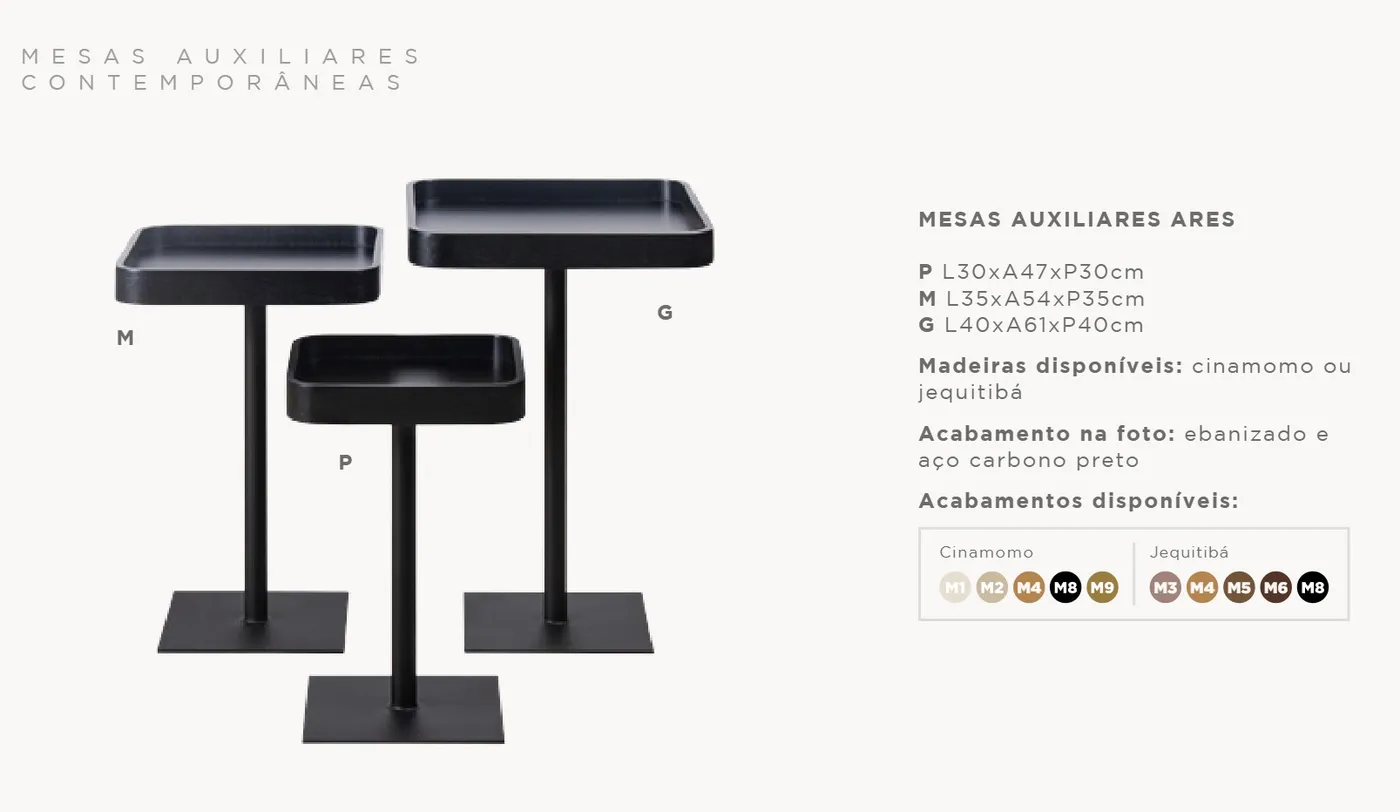 MESAS AUXILIARES
CONTEMPORÂNEAS
M
P
G
MESAS AUXILIARES ARES
P L30xA47xP30cm
M L35xA54xP35cm
G L40xA61xP40cm
Madeiras disponíveis: cinamomo ou
jequitibá
Acabamento na foto: ebanizado e
aço carbono preto
Acabamentos disponíveis:
Cinamomo
M1 M2 M4 M8 M9
Jequitibá
M3 M4 M5 M6 M8